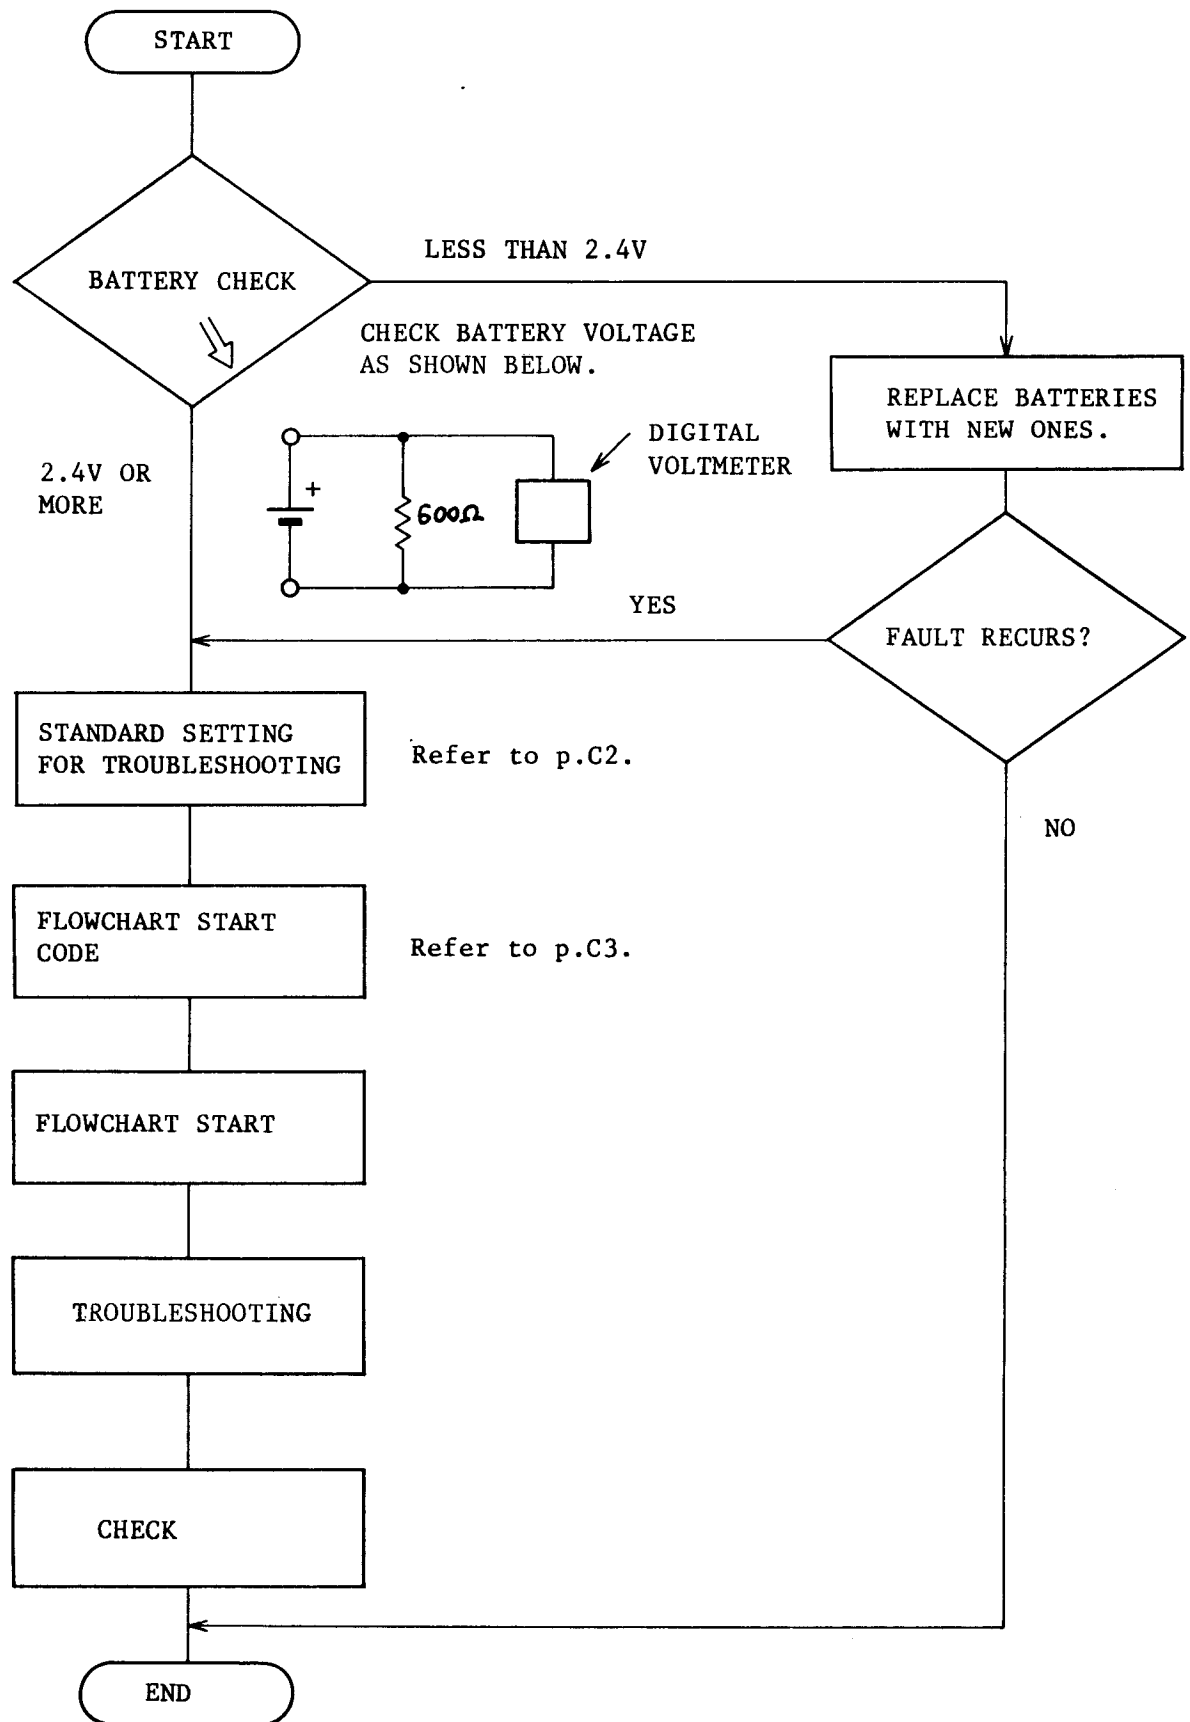 START
LESS THAN 2.4V
BATTERY CHECK
CHECK BATTERY VOLTAGE
AS SHOWN BELOW.
REPLACE BATTERIES
WITH NEW ONES.
DIGITAL
VOLTMETER
2.4V OR
MORE
+
600Ω
YES
FAULT RECURS?
STANDARD SETTING
FOR TROUBLESHOOTING
Refer to p.C2.
NO
FLOWCHART START
CODE
Refer to p.C3.
FLOWCHART START
TROUBLESHOOTING
CHECK
END